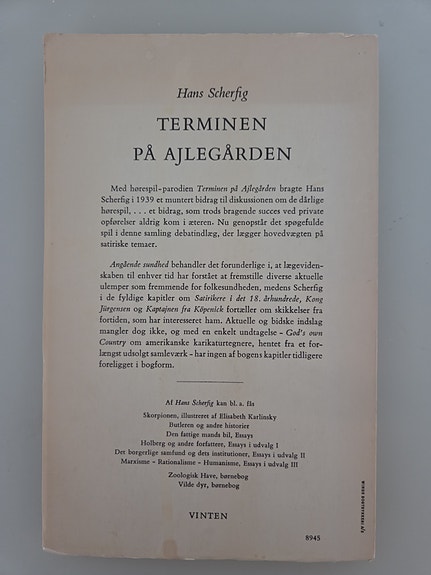 Hans Scherfig
TERMINEN
PÅ AJLEGÅRDEN
Med hørespil-parodien Terminen på Ajlegården bragte Hans
Scherfig i 1939 et muntert bidrag til diskussionen om de dårlige
hørespil, . . . et bidrag, som trods bragende succes ved private
opførelser aldrig kom i æteren. Nu genopstår det spøgefulde
spil i denne samling debatindlæg, der lægger hovedvægten på
satiriske temaer.
Angående sundhed behandler det forunderlige i, at lægeviden-
skaben til enhver tid har forstået at fremstille diverse aktuelle
ulemper som fremmende for folkesundheden, medens Scherfig
i de fyldige kapitler om Satirikere i det 18. århundrede, Kong
Jürgensen og Kaptajnen fra Köpenick fortæller om skikkelser fra
fortiden, som har interesseret ham. Aktuelle og bidske indslag
mangler dog ikke, og med en enkelt undtagelse – God's own
Country om amerikanske karikaturtegnere, hentet fra et for-
længst udsolgt samleværk – har ingen af bogens kapitler tidligere
foreligget i bogform.
Af Hans Scherfig kan bl. a. fås
Skorpionen, illustreret af Elisabeth Karlinsky
Butleren og andre historier
Den fattige mands bil, Essays
Holberg og andre forfattere, Essays i udvalg I
Det borgerlige samfund og dets institutioner, Essays i udvalg II
Marxisme – Rationalisme – Humanisme, Essays i udvalg III
Zoologisk Have, børnebog
Vilde dyr, børnebog
VINTEN
8945